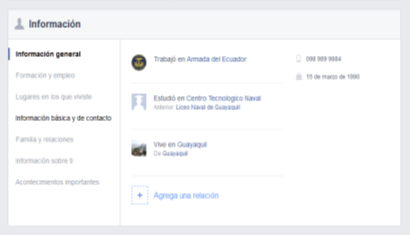 Información
Información general
Formación y empleo
Lugares en los que viviste
Información básica y de contacto
Familia y relaciones
Información sobre ti
Acontecimientos importantes
Trabajó en Armada del Ecuador
Estudió en Centro Tecnologico Naval
Anterior: Liceo Naval de Guayaquil
Vive en Guayaquil
De Guayaquil
+ Agrega una relación
098 989 9884
15 de marzo de 1990